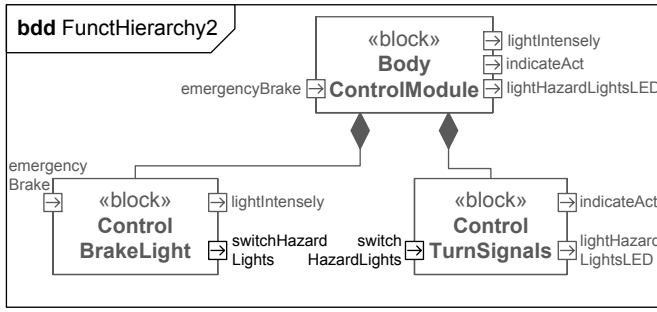 bdd FunctHierarchy2
«block»
Body
ControlModule
emergencyBrake
lightIntensely
indicateAct
lightHazardLightsLED
emergency
Brake
«block»
Control
BrakeLight
lightIntensely
switchHazard
Lights
switch
HazardLights
«block»
Control
TurnSignals
indicateAct
lightHazard
LightsLED